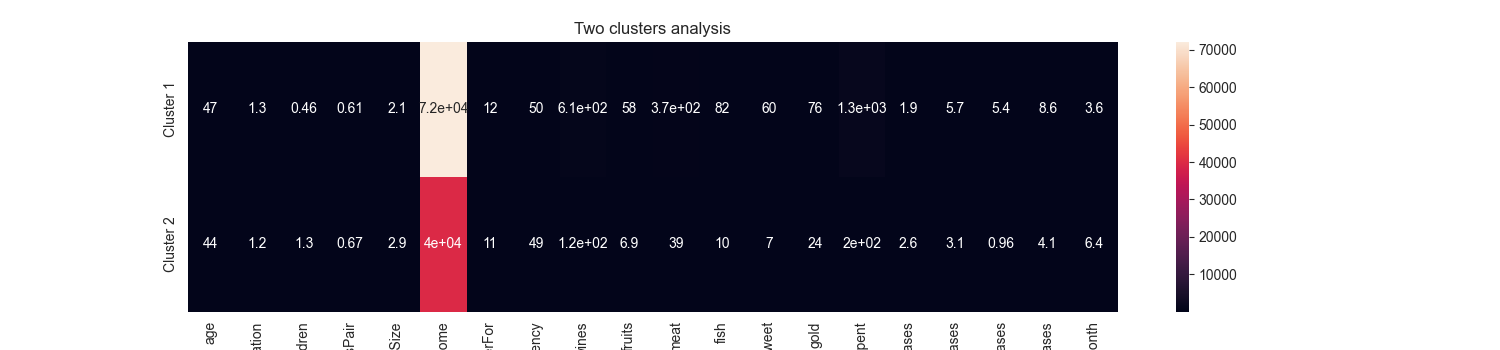 Two clusters analysis
Cluster 1
47 1.3 0.46 0.61 2.1 7.2e+04 12 50 6.1e+02 58 3.7e+02 82 60 76 1.3e+03 1.9 5.7 5.4 8.6 3.6
Cluster 2
44 1.2 1.3 0.67 2.9 4e+04 11 49 1.2e+02 6.9 39 10 7 24 2e+02 2.6 3.1 0.96 4.1 6.4
age ation dren sPair Size ome rFor ency ines fruits meat fish weet gold pent ases ases ases ases onth
70000
60000
50000
40000
30000
20000
10000